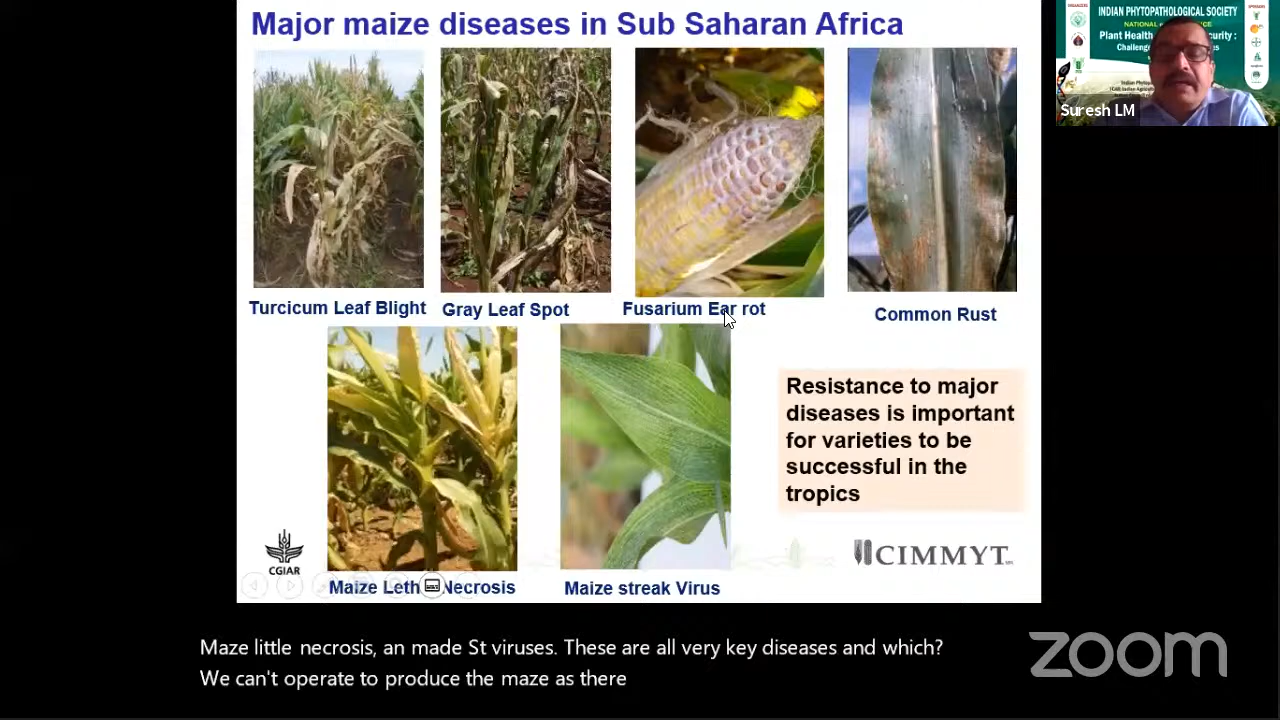 Major maize diseases in Sub Saharan Africa
Turcicum Leaf Blight
Gray Leaf Spot
Fusarium Ear rot
Common Rust
Maize Leth Necrosis
Maize streak Virus
Resistance to major
diseases is important
for varieties to be
successful in the
tropics
CGIAR
CIMMYT
INDIAN PHYTOPATHOLOGICAL SOCIETY
NATIONAL
Plant Health
Suresh LM
Maze little necrosis, an made St viruses. These are all very key diseases and which?
We can't operate to produce the maze as there
zoom